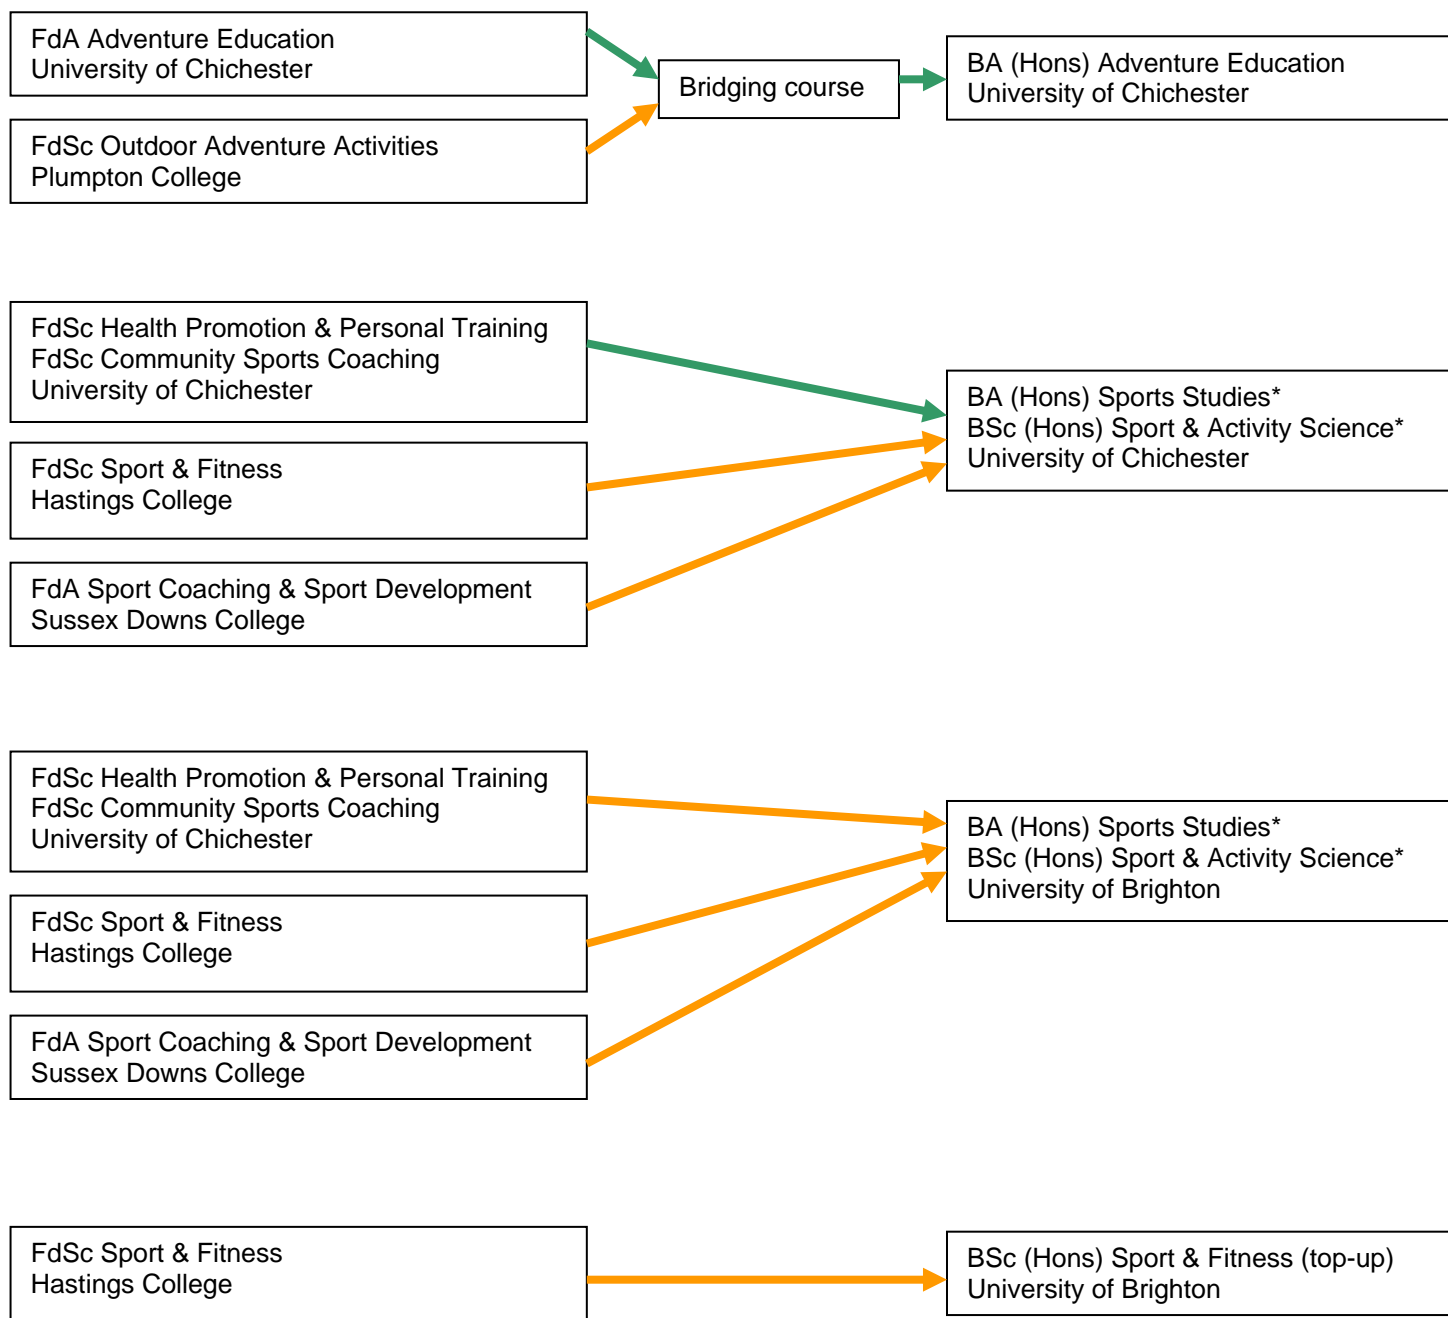 FdA Adventure Education
University of Chichester
Bridging course
BA (Hons) Adventure Education
University of Chichester
FdSc Outdoor Adventure Activities
Plumpton College
FdSc Health Promotion & Personal Training
FdSc Community Sports Coaching
University of Chichester
BA (Hons) Sports Studies*
BSc (Hons) Sport & Activity Science*
University of Chichester
FdSc Sport & Fitness
Hastings College
FdA Sport Coaching & Sport Development
Sussex Downs College
FdSc Health Promotion & Personal Training
FdSc Community Sports Coaching
University of Chichester
BA (Hons) Sports Studies*
BSc (Hons) Sport & Activity Science*
University of Brighton
FdSc Sport & Fitness
Hastings College
FdA Sport Coaching & Sport Development
Sussex Downs College
FdSc Sport & Fitness
Hastings College
BSc (Hons) Sport & Fitness (top-up)
University of Brighton